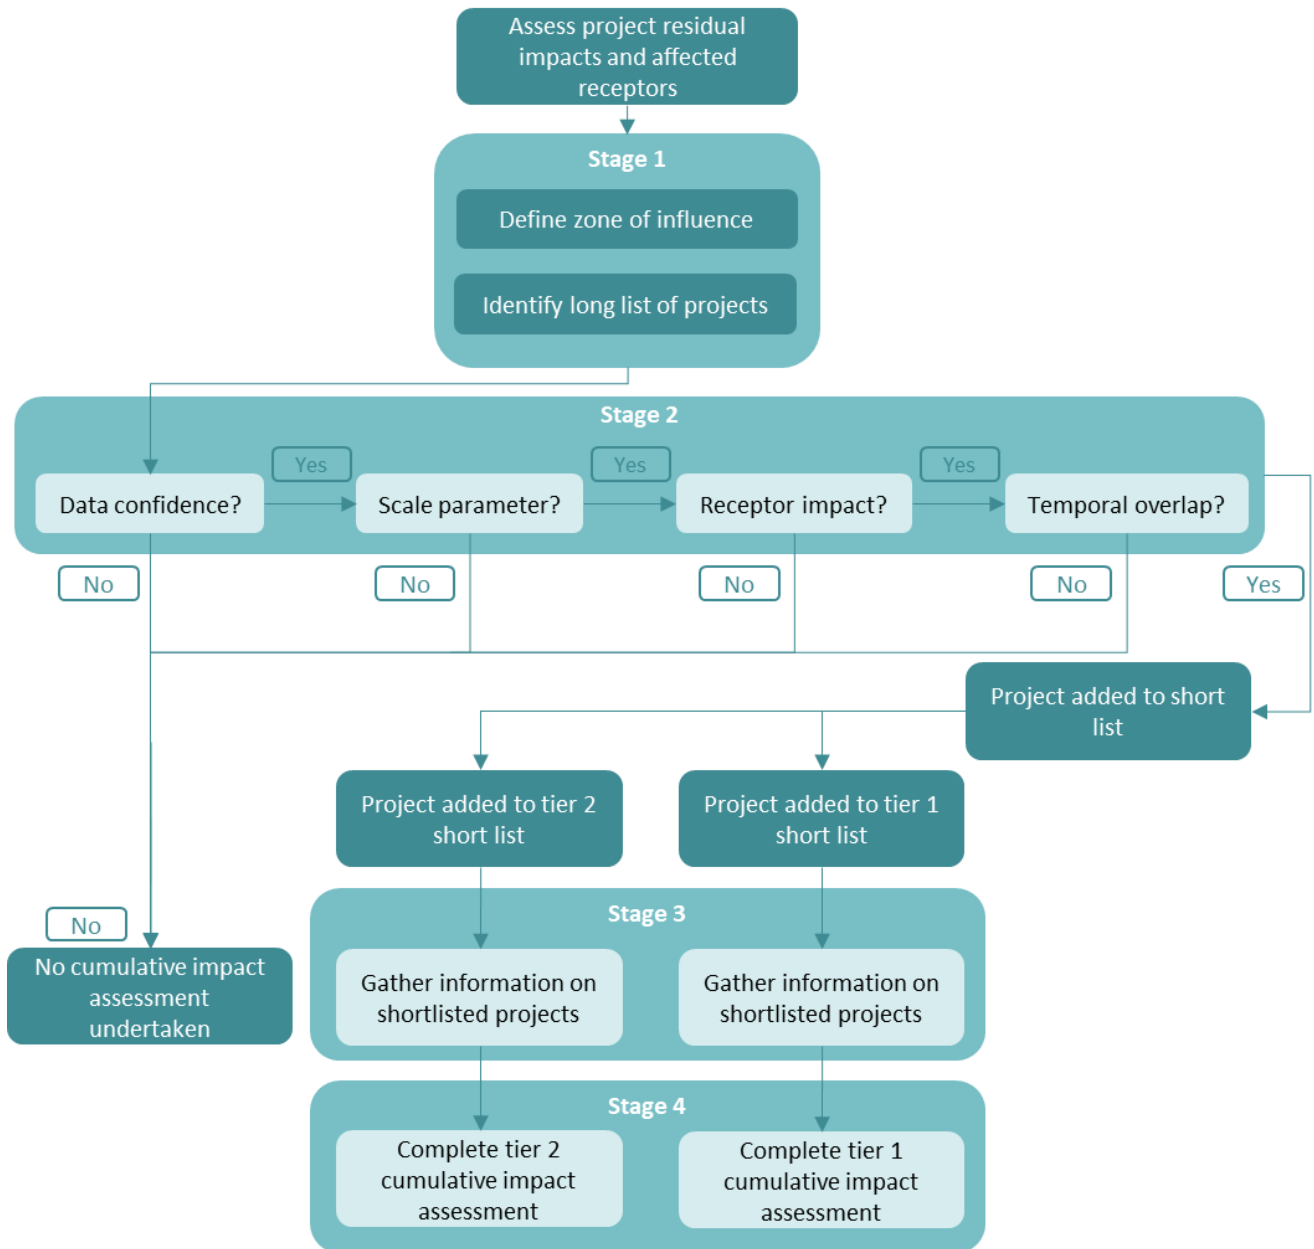 Assess project residual
impacts and affected
receptors
Stage 1
Define zone of influence
Identify long list of projects
Stage 2
Yes
Yes
Yes
Data confidence?
Scale parameter?
Receptor impact?
Temporal overlap?
No
No
No
No
Yes
Project added to short
list
Project added to tier 2
short list
Project added to tier 1
short list
Stage 3
No
No cumulative impact
assessment
undertaken
Gather information on
shortlisted projects
Gather information on
shortlisted projects
Stage 4
Complete tier 2
cumulative impact
assessment
Complete tier 1
cumulative impact
assessment